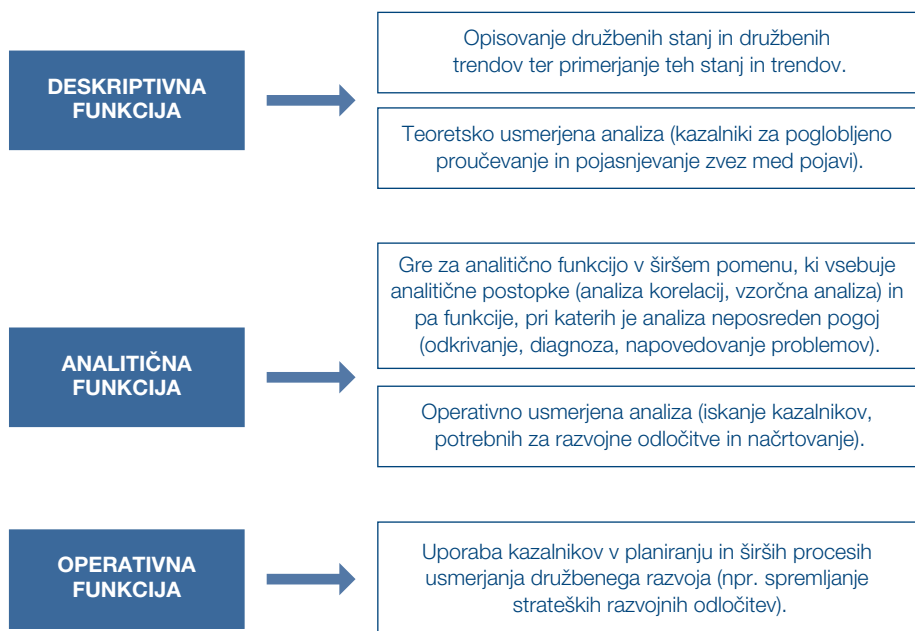 DESKRIPTIVNA
FUNKCIJA
Opisovanje družbenih stanj in družbenih
trendov ter primerjanje teh stanj in trendov.
Teoretsko usmerjena analiza (kazalniki za poglobljeno
proučevanje in pojasnjevanje zvez med pojavi).
ANALITIČNA
FUNKCIJA
Gre za analitično funkcijo v širšem pomenu, ki vsebuje
analitične postopke (analiza korelacij, vzorčna analiza) in
pa funkcije, pri katerih je analiza neposreden pogoj
(odkrivanje, diagnoza, napovedovanje problemov).
Operativno usmerjena analiza (iskanje kazalnikov,
potrebnih za razvojne odločitve in načrtovanje).
OPERATIVNA
FUNKCIJA
Uporaba kazalnikov v planiranju in širših procesih
usmerjanja družbenega razvoja (npr. spremljanje
strateških razvojnih odločitev).